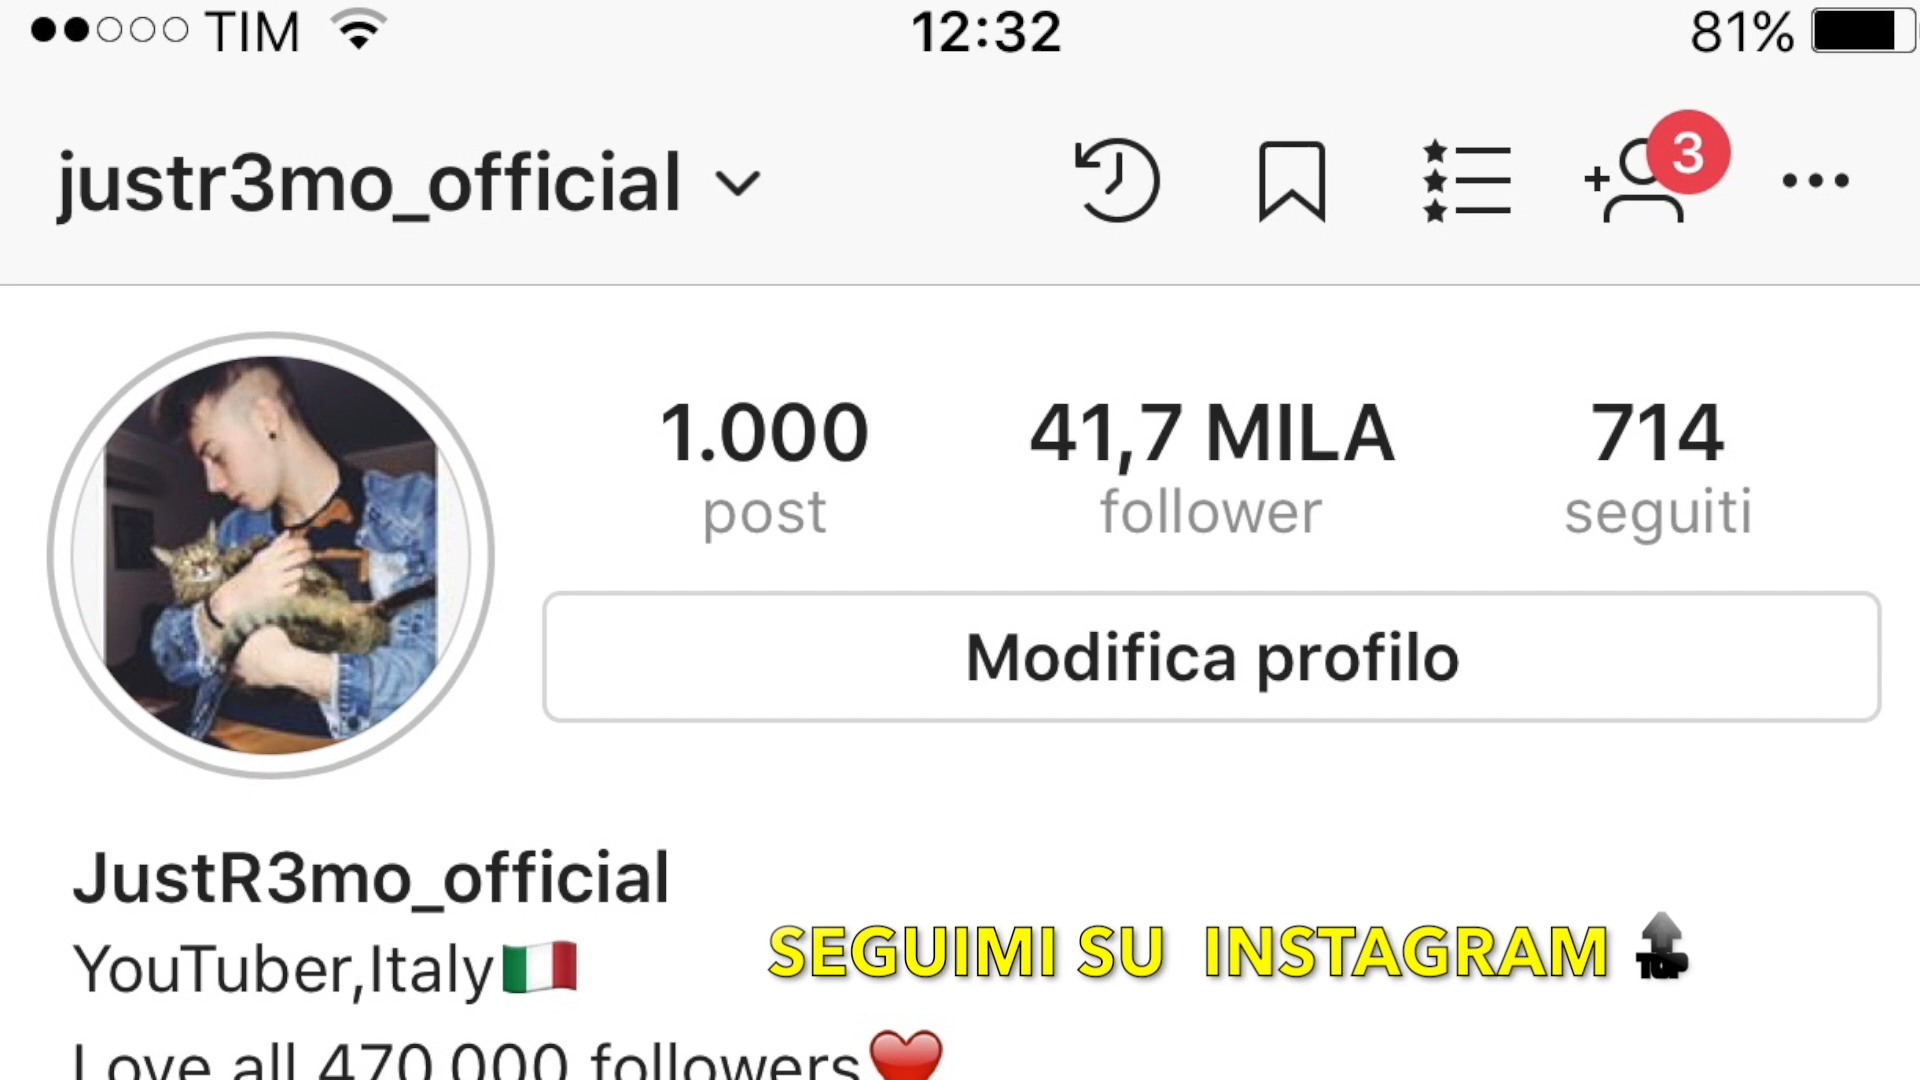 TIM 12:32 81%
justr3mo_official 3
1.000 41,7 MILA 714
post follower seguiti
Modifica profilo
JustR3mo_official
YouTuber,Italy🇮🇹
SEGUIMI SU INSTAGRAM 🔝
Love all 470.000 followers❤️